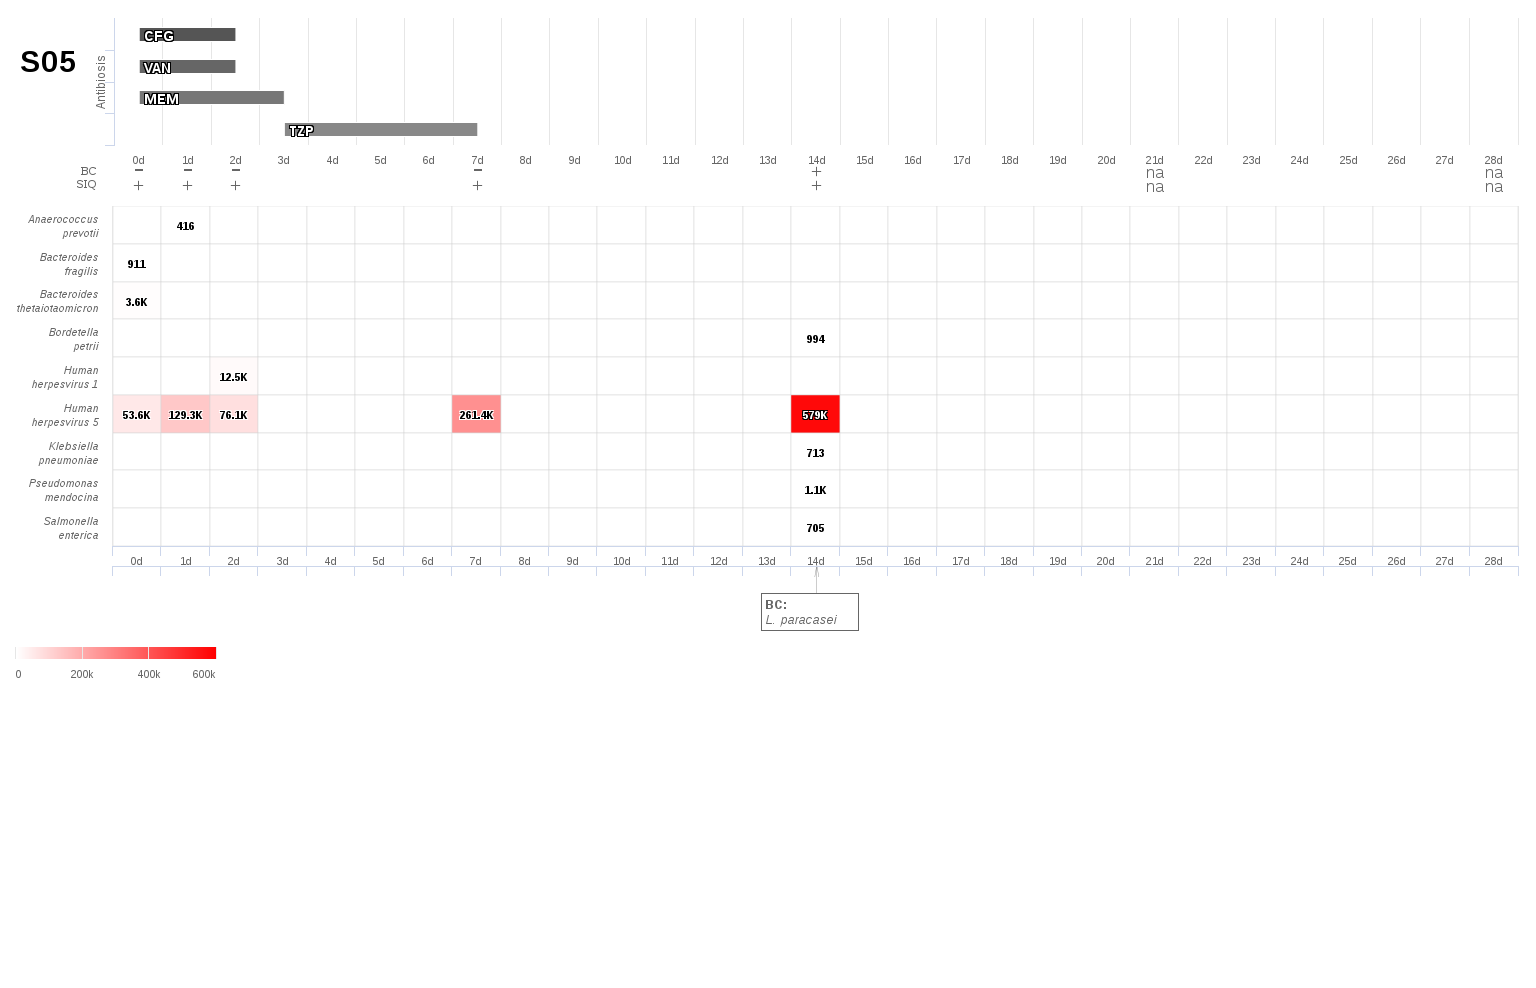 S05
Antibiosis
CFG
VAN
MEM
TZP
0d 1d 2d 3d 4d 5d 6d 7d 8d 9d 10d 11d 12d 13d 14d 15d 16d 17d 18d 19d 20d 21d 22d 23d 24d 25d 26d 27d 28d
BC − − − − + na na
SIQ + + + + + na na
Anaerococcus
prevotii
416
Bacteroides
fragilis
911
Bacteroides
thetaiotaomicron
3.6K
Bordetella
petrii
994
Human
herpesvirus 1
12.5K
Human
herpesvirus 5
53.6K 129.3K 76.1K 261.4K 579K
Klebsiella
pneumoniae
713
Pseudomonas
mendocina
1.1K
Salmonella
enterica
705
0d 1d 2d 3d 4d 5d 6d 7d 8d 9d 10d 11d 12d 13d 14d 15d 16d 17d 18d 19d 20d 21d 22d 23d 24d 25d 26d 27d 28d
BC:
L. paracasei
0 200k 400k 600k